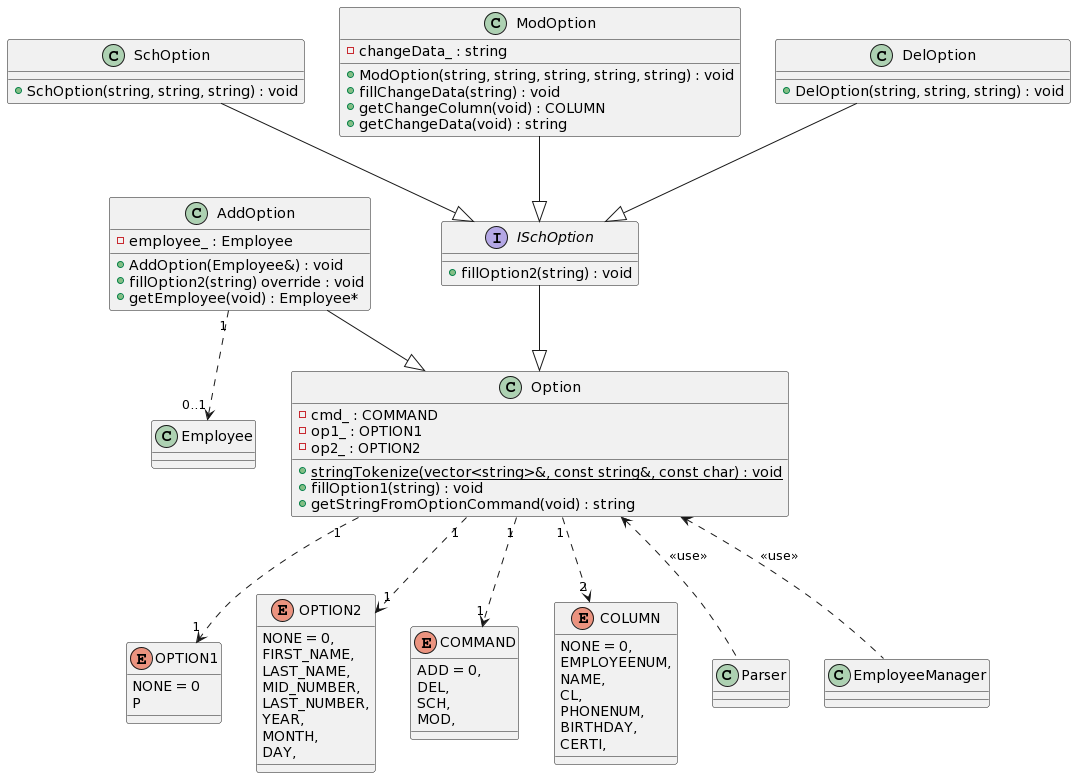 C SchOption
SchOption(string, string, string) : void
C ModOption
changeData_ : string
ModOption(string, string, string, string, string) : void
fillChangeData(string) : void
getChangeColumn(void) : COLUMN
getChangeData(void) : string
C DelOption
DelOption(string, string, string) : void
C AddOption
employee_ : Employee
AddOption(Employee&) : void
fillOption2(string) override : void
getEmployee(void) : Employee*
I ISchOption
fillOption2(string) : void
1
0..1
C Employee
C Option
cmd_ : COMMAND
op1_ : OPTION1
op2_ : OPTION2
stringTokenize(vector<string>&, const string&, const char) : void
fillOption1(string) : void
getStringFromOptionCommand(void) : string
1
1
1
1
«use»
«use»
1
1
1
2
E OPTION1
NONE = 0
P
E OPTION2
NONE = 0,
FIRST_NAME,
LAST_NAME,
MID_NUMBER,
LAST_NUMBER,
YEAR,
MONTH,
DAY,
E COMMAND
ADD = 0,
DEL,
SCH,
MOD,
E COLUMN
NONE = 0,
EMPLOYEENUM,
NAME,
CL,
PHONENUM,
BIRTHDAY,
CERTI,
C Parser
C EmployeeManager